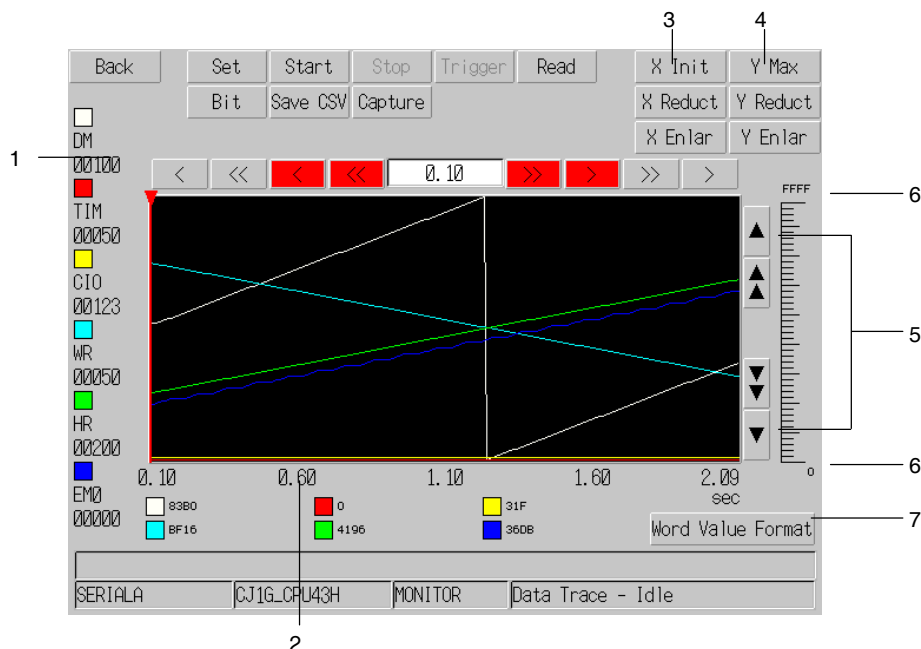 3 4
Back Set Start Stop Trigger Read X Init Y Max
Bit Save CSV Capture X Reduct Y Reduct
X Enlar Y Enlar
1
DM
00100
TIM
00050
CIO
00123
WR
00050
HR
00200
EM0
00000
< << < << 0.10 >> > >> >
FFFF
6
5
6
0
0.10 0.60 1.10 1.60 2.09
sec
83B0 0 31F
BF16 4196 36DB
Word Value Format
7
SERIALA CJ1G_CPU43H MONITOR Data Trace - Idle
2